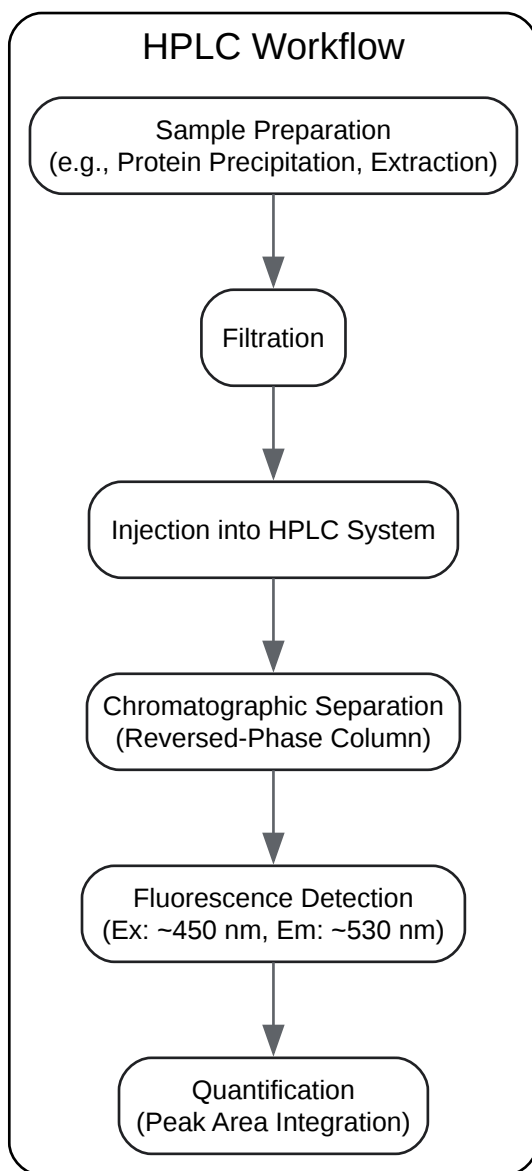 HPLC Workflow
Sample Preparation
(e.g., Protein Precipitation, Extraction)
Filtration
Injection into HPLC System
Chromatographic Separation
(Reversed-Phase Column)
Fluorescence Detection
(Ex: ~450 nm, Em: ~530 nm)
Quantification
(Peak Area Integration)